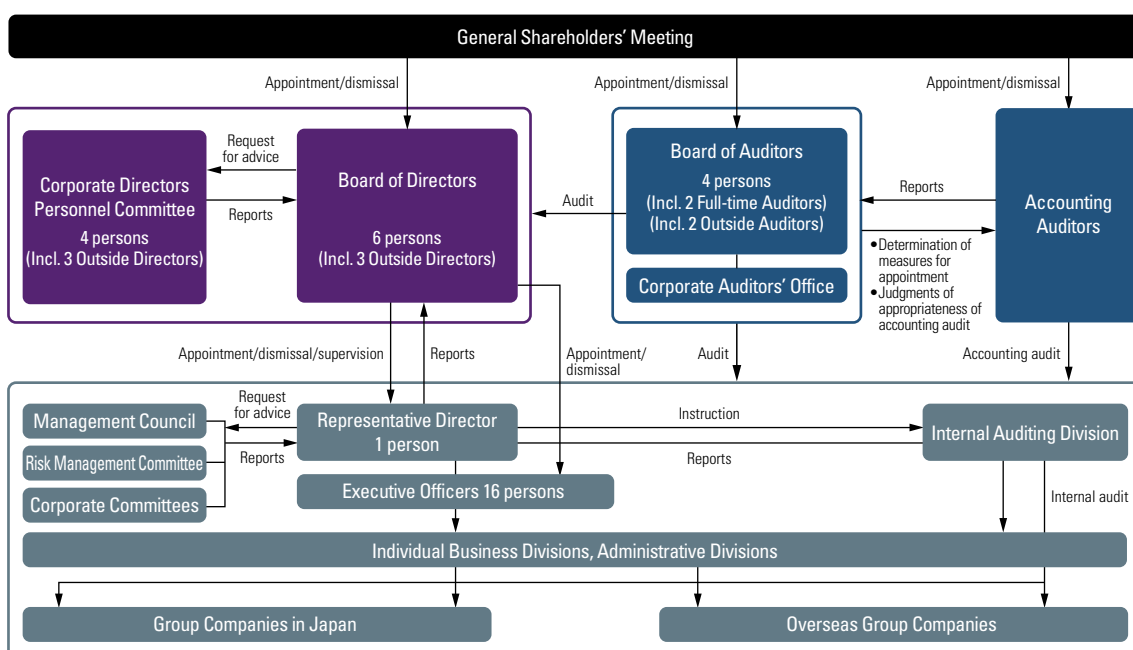 General Shareholders' Meeting
Appointment/dismissal
Appointment/dismissal
Appointment/dismissal
Corporate Directors
Personnel Committee
4 persons
(Incl. 3 Outside Directors)
Request
for advice
Reports
Board of Directors
6 persons
(Incl. 3 Outside Directors)
Audit
Board of Auditors
4 persons
(Incl. 2 Full-time Auditors)
(Incl. 2 Outside Auditors)
Corporate Auditors' Office
Reports
•Determination of
measures for
appointment
•Judgments of
appropriateness of
accounting audit
Accounting
Auditors
Appointment/dismissal/supervision
Reports
Appointment/
dismissal
Audit
Accounting audit
Management Council
Risk Management Committee
Corporate Committees
Request
for advice
Reports
Representative Director
1 person
Instruction
Reports
Internal Auditing Division
Executive Officers 16 persons
Internal audit
Individual Business Divisions, Administrative Divisions
Group Companies in Japan
Overseas Group Companies